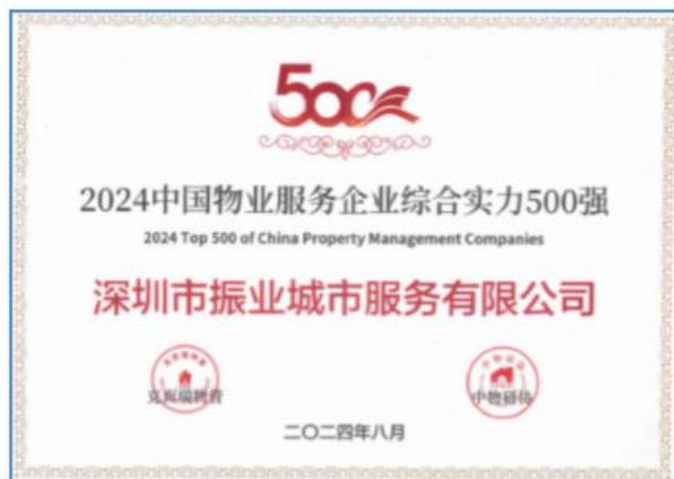 500
2024中国物业服务企业综合实力500强
2024 Top 500 of China Property Management Companies
深圳市振业城市服务有限公司
克而瑞物管
中物研协
二〇二四年八月